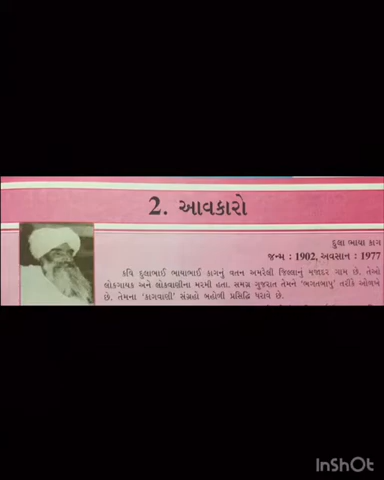 2. આવકારો
દુલા ભાયા કાગ
જન્મ : 1902, અવસાન : 1977
કવિ દુલાભાઈ ભાયાભાઈ કાગનું વતન અમરેલી જિલ્લાનું મજાદર ગામ છે. તેઓ
લોકગાયક અને લોકવાણીના મરમી હતા. સમગ્ર ગુજરાત તેમને 'ભગતબાપુ' તરીકે ઓળખે
છે. તેમના 'કાગવાણી' સંગ્રહો બહોળી પ્રસિદ્ધિ ધરાવે છે.
InShOt